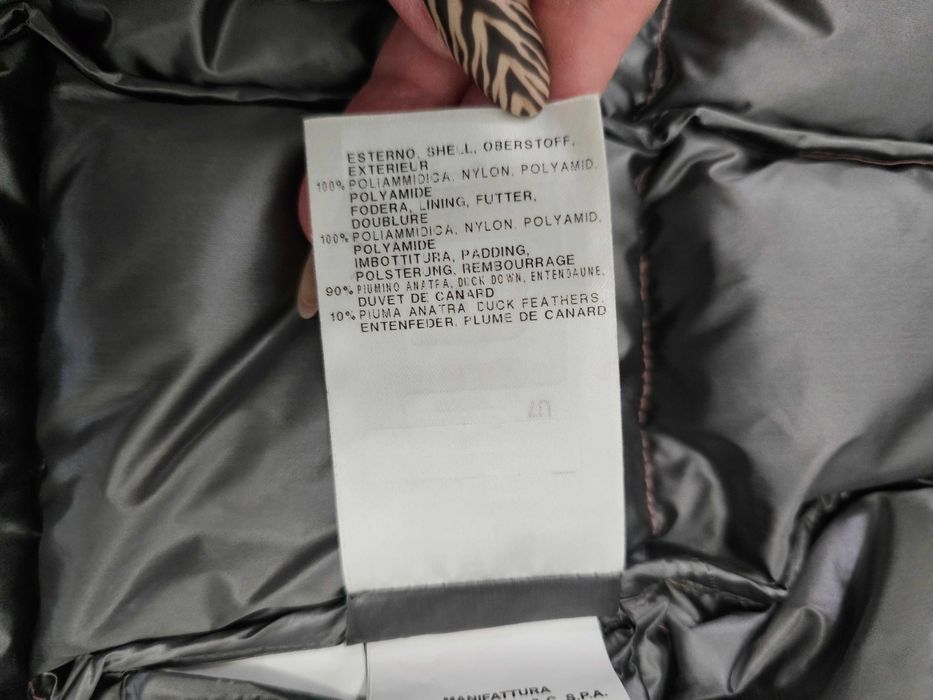 ESTERNO, SHELL, OBERSTOFF,
EXTERIEUR
100% POLIAMMIDICA, NYLON, POLYAMID,
POLYAMIDE
FODERA, LINING, FUTTER,
DOUBLURE
100% POLIAMMIDICA, NYLON, POLYAMID,
POLYAMIDE
IMBOTTITURA, PADDING,
POLSTERUNG, REMBOURRAGE
90% PIUMINO ANATRA, DUCK DOWN, ENTENDAUNE,
DUVET DE CANARD
10% PIUMA ANATRA, DUCK FEATHERS,
ENTENFEDER, PLUME DE CANARD
MANIFATTURA
S.P.A.